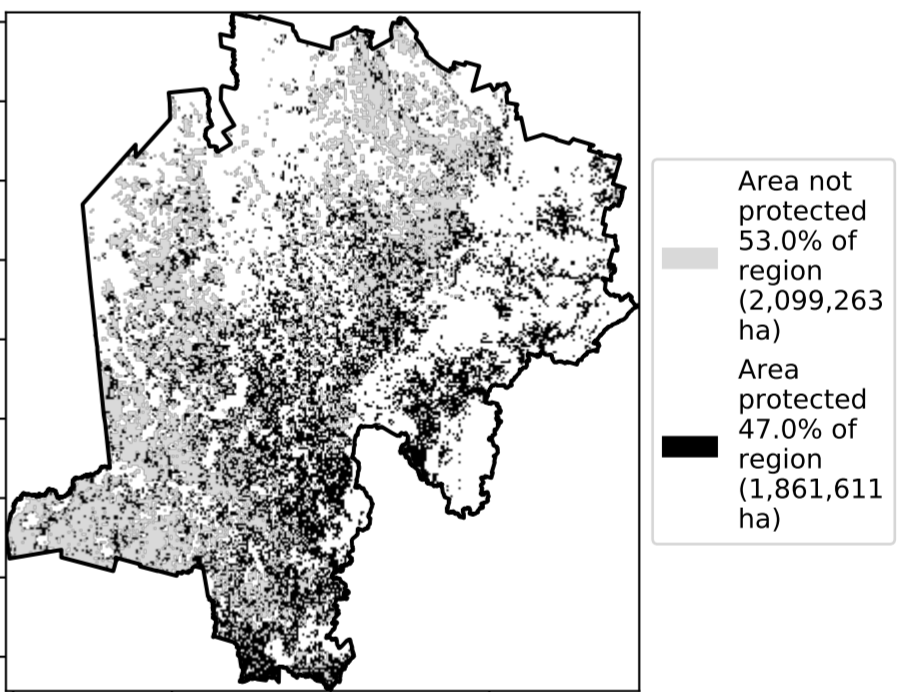 Area not
protected
53.0% of
region
(2,099,263
ha)
Area
protected
47.0% of
region
(1,861,611
ha)